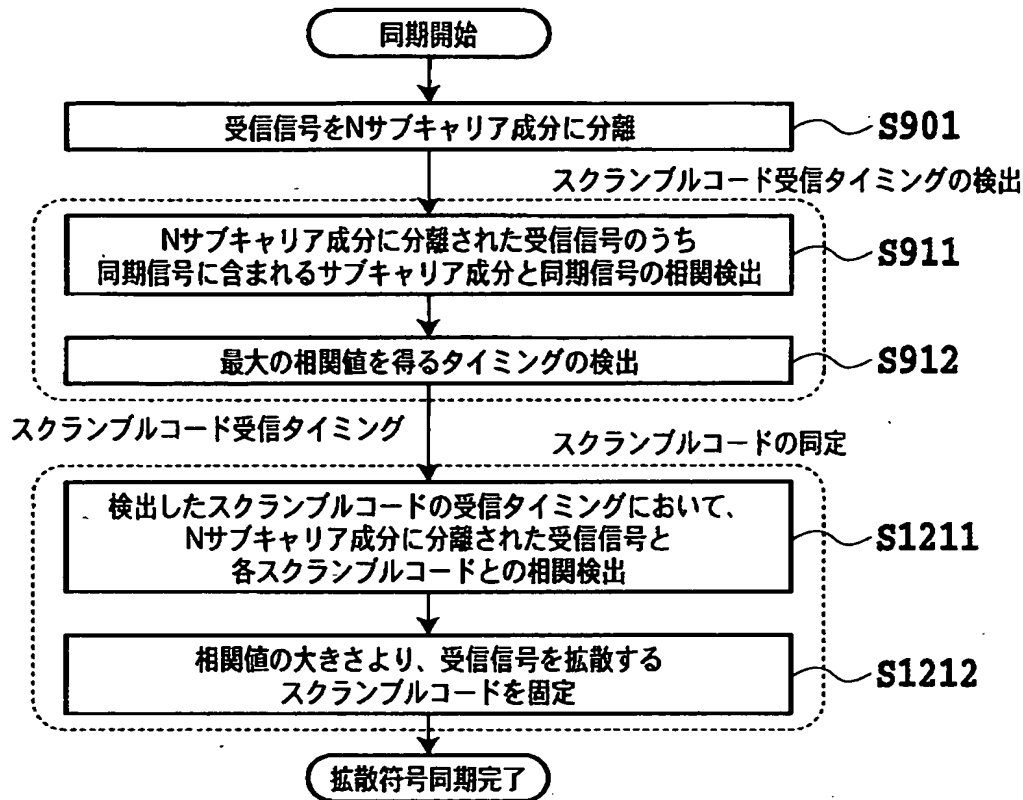 同期開始
受信信号をNサブキャリア成分に分離
S901
スクランブルコード受信タイミングの検出
Nサブキャリア成分に分離された受信信号のうち
同期信号に含まれるサブキャリア成分と同期信号の相関検出
S911
最大の相関値を得るタイミングの検出
S912
スクランブルコード受信タイミング
スクランブルコードの同定
検出したスクランブルコードの受信タイミングにおいて、
Nサブキャリア成分に分離された受信信号と
各スクランブルコードとの相関検出
S1211
相関値の大きさより、受信信号を拡散する
スクランブルコードを固定
S1212
拡散符号同期完了